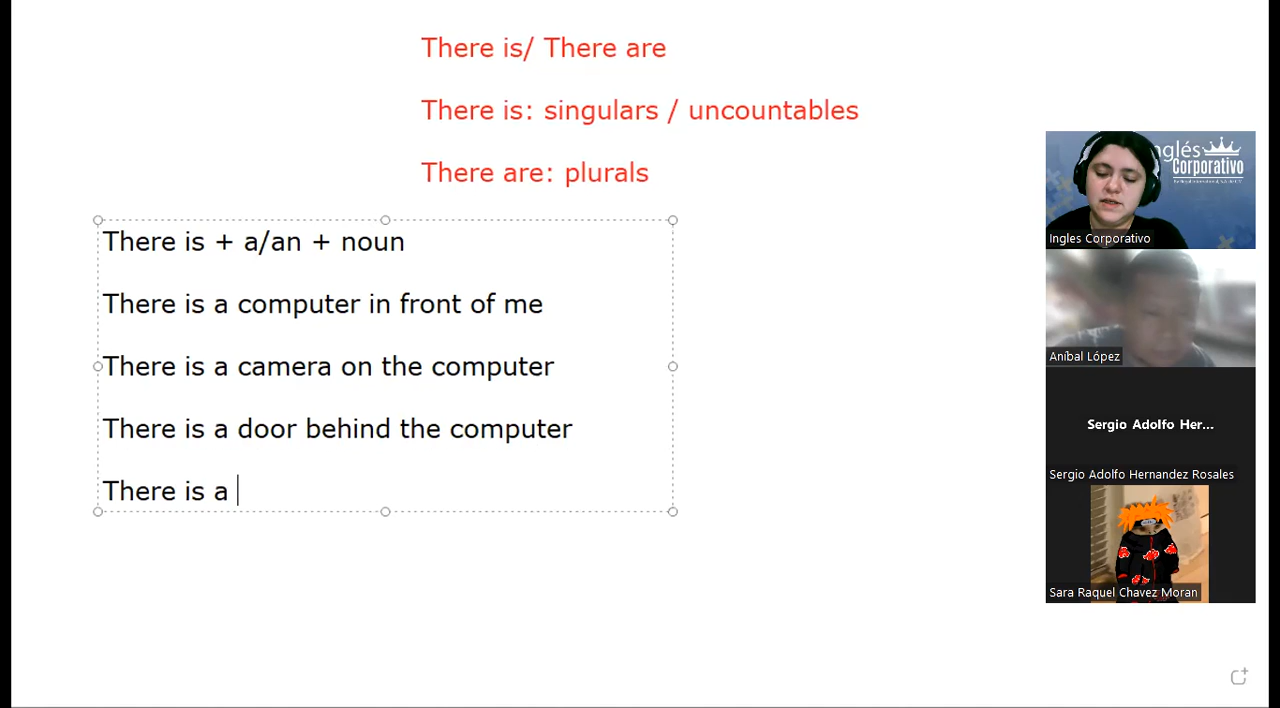 There is/ There are
There is: singulars / uncountables
There are: plurals
There is + a/an + noun
There is a computer in front of me
There is a camera on the computer
There is a door behind the computer
There is a
Inglés
Corporativo
Ingles Corporativo
Aníbal López
Sergio Adolfo Her...
Sergio Adolfo Hernandez Rosales
Sara Raquel Chavez Moran